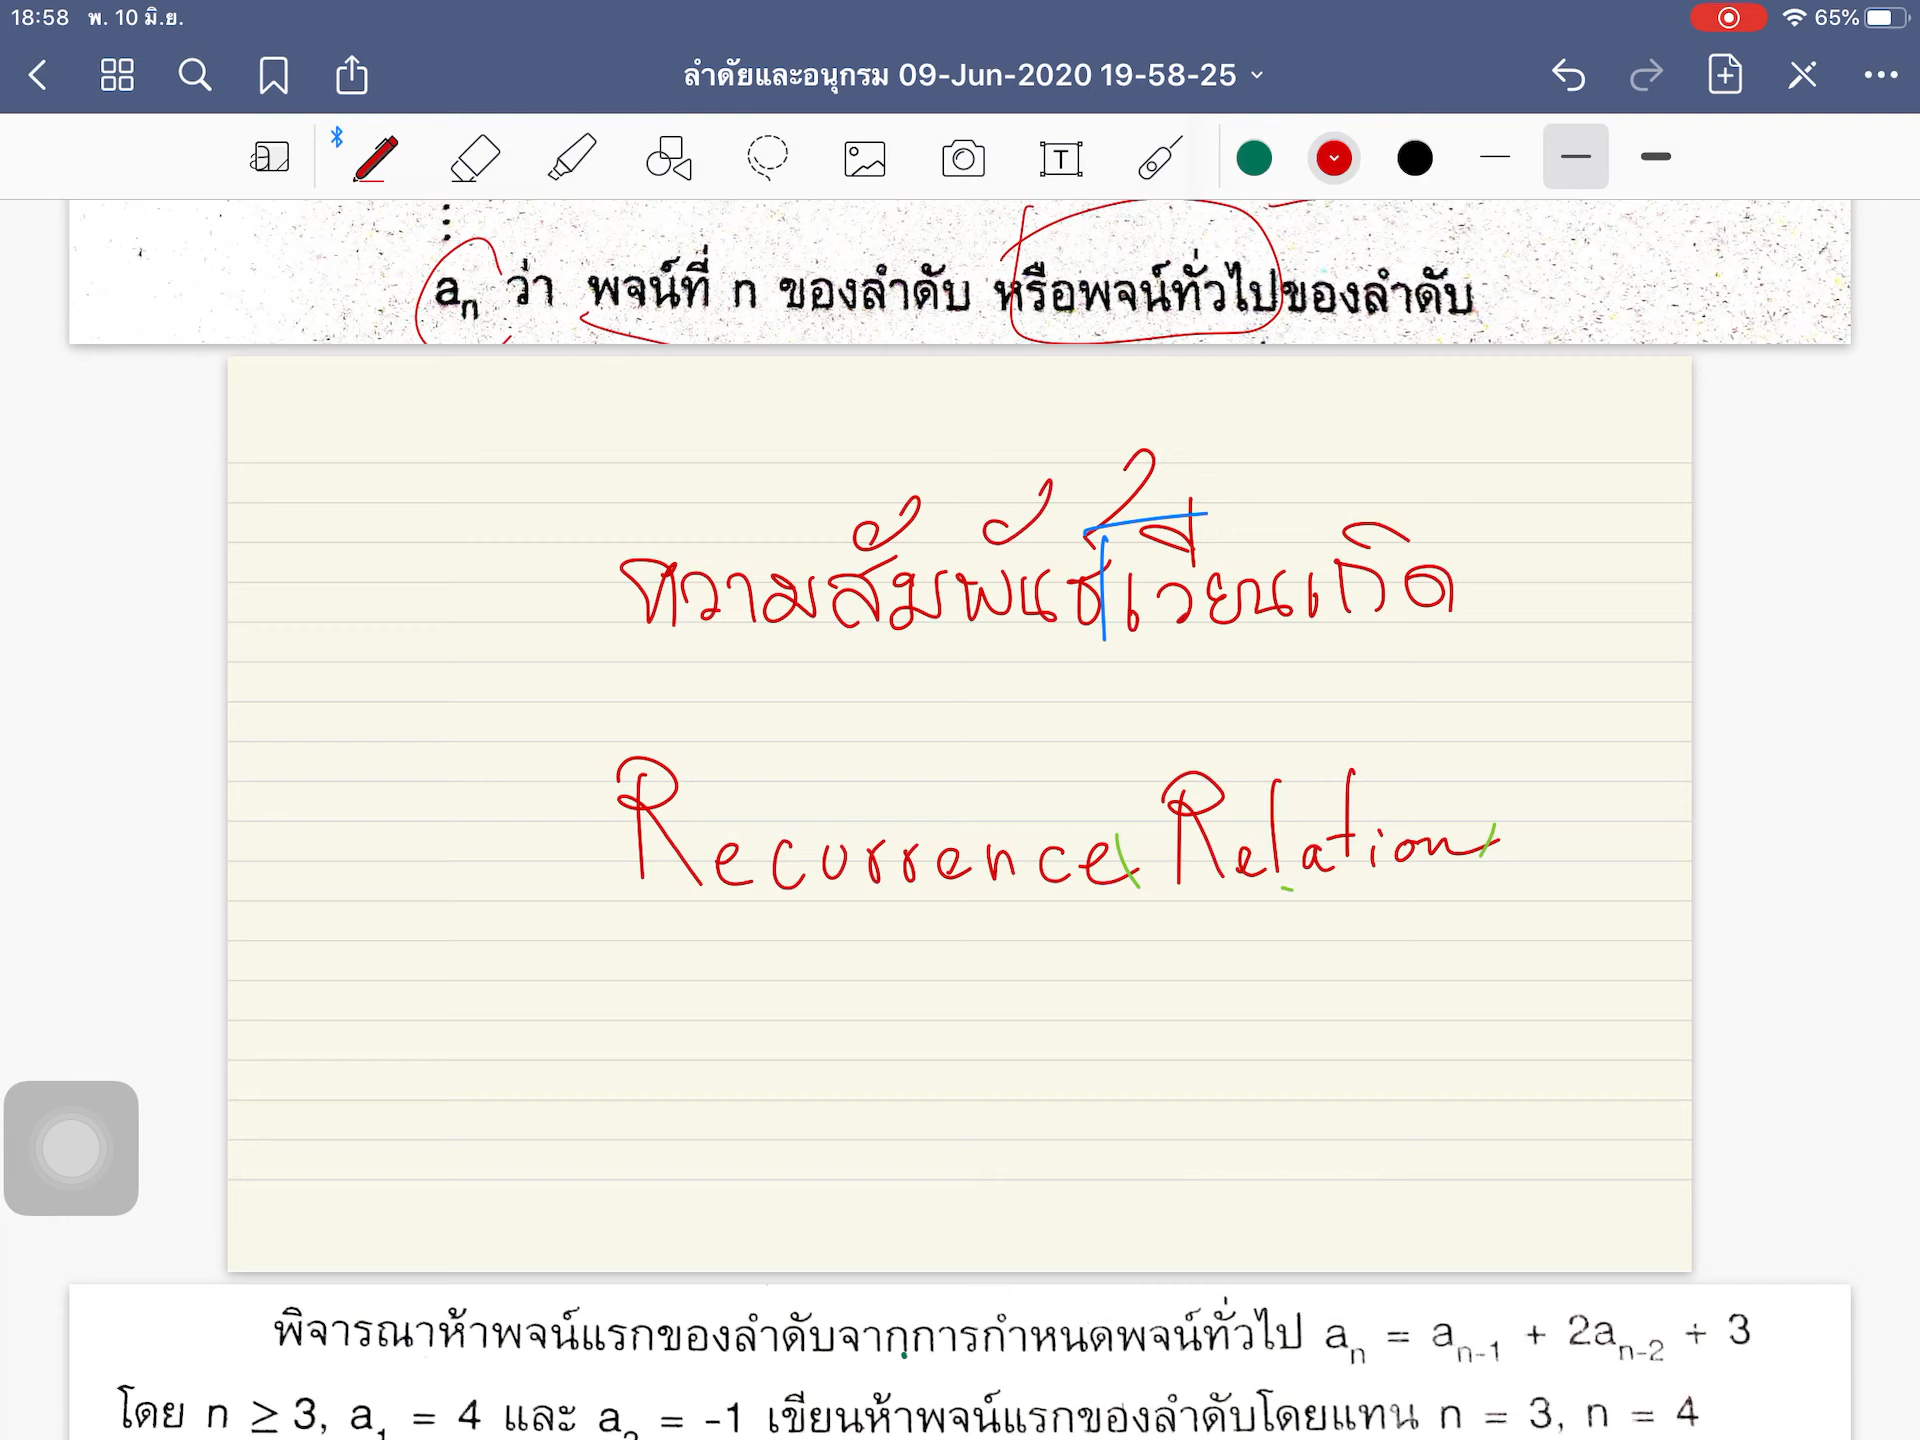 18:58 พ. 10 มิ.ย. 65%
ลำดัยและอนุกรม 09-Jun-2020 19-58-25
a T
aₙ ว่า พจน์ที่ n ของลำดับ หรือพจน์ทั่วไปของลำดับ
ความสัมพันธ์เวียนเกิด
Recurrence Relation
พิจารณาห้าพจน์แรกของลำดับจากการกำหนดพจน์ทั่วไป aₙ = aₙ₋₁ + 2aₙ₋₂ + 3
โดย n ≥ 3, a₁ = 4 และ a₂ = -1 เขียนห้าพจน์แรกของลำดับโดยแทน n = 3, n = 4